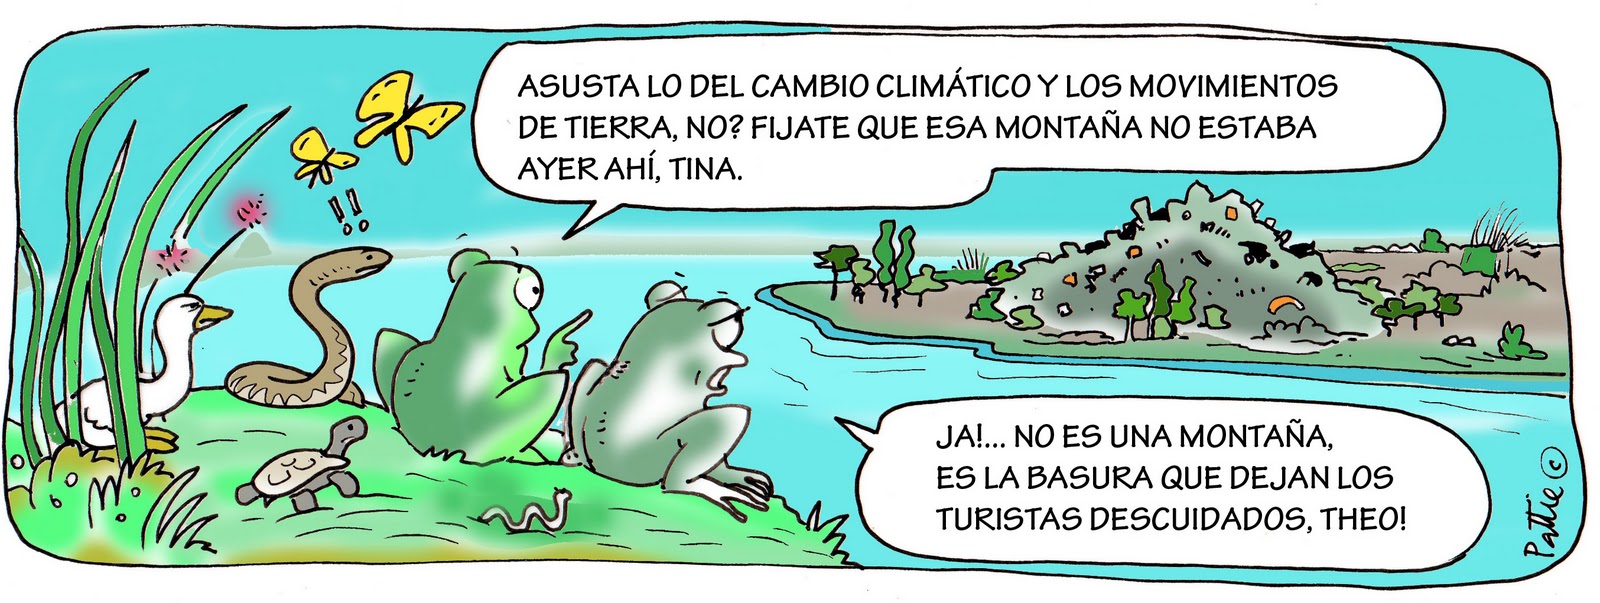 ASUSTA LO DEL CAMBIO CLIMÁTICO Y LOS MOVIMIENTOS
DE TIERRA, NO? FIJATE QUE ESA MONTAÑA NO ESTABA
AYER AHÍ, TINA.
!!
JA!... NO ES UNA MONTAÑA,
ES LA BASURA QUE DEJAN LOS
TURISTAS DESCUIDADOS, THEO!
Pattie ©